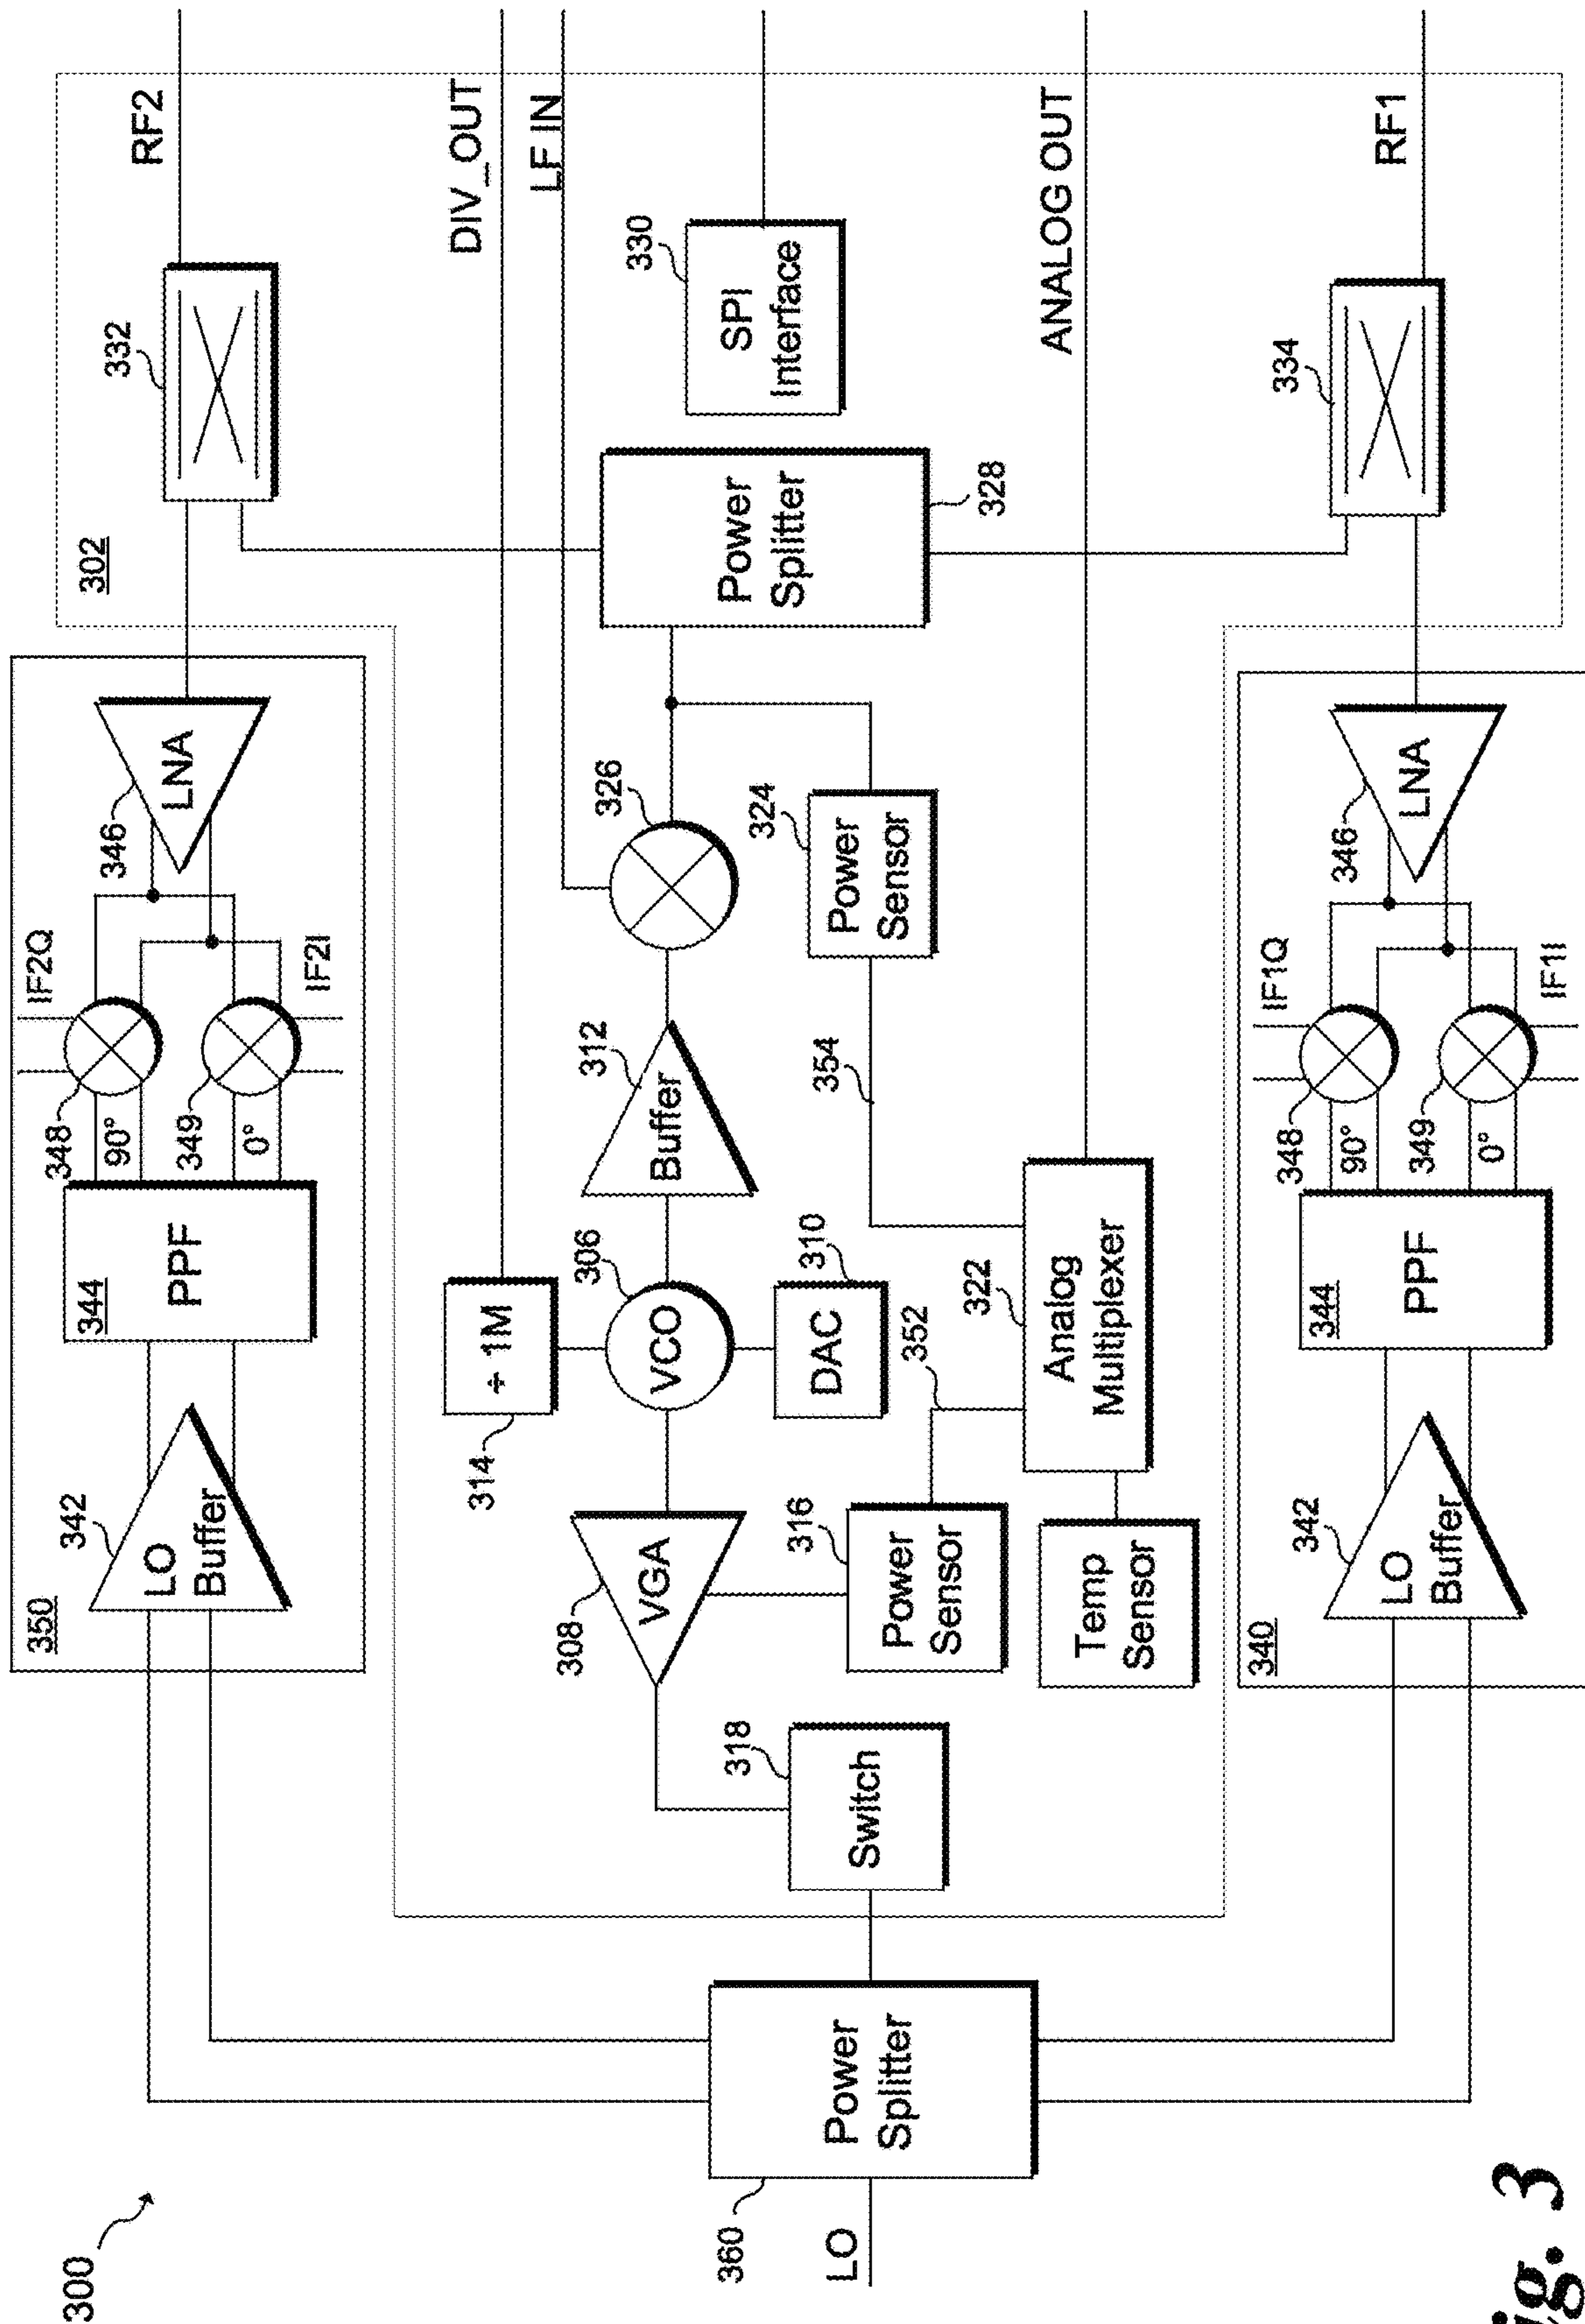 300
350
342
LO
Buffer
344
PPF
348
90°
349
0°
IF2Q
IF2I
346
LNA
302
332
RF2
DIV_OUT
LF IN
314
÷ 1M
306
VCO
312
Buffer
326
308
VGA
310
DAC
318
Switch
316
Power
Sensor
352
354
324
Power
Sensor
328
Power
Splitter
330
SPI
Interface
322
Analog
Multiplexer
Temp
Sensor
ANALOG OUT
360
LO
Power
Splitter
340
342
LO
Buffer
344
PPF
348
90°
349
0°
IF1Q
IF1I
346
LNA
334
RF1
3